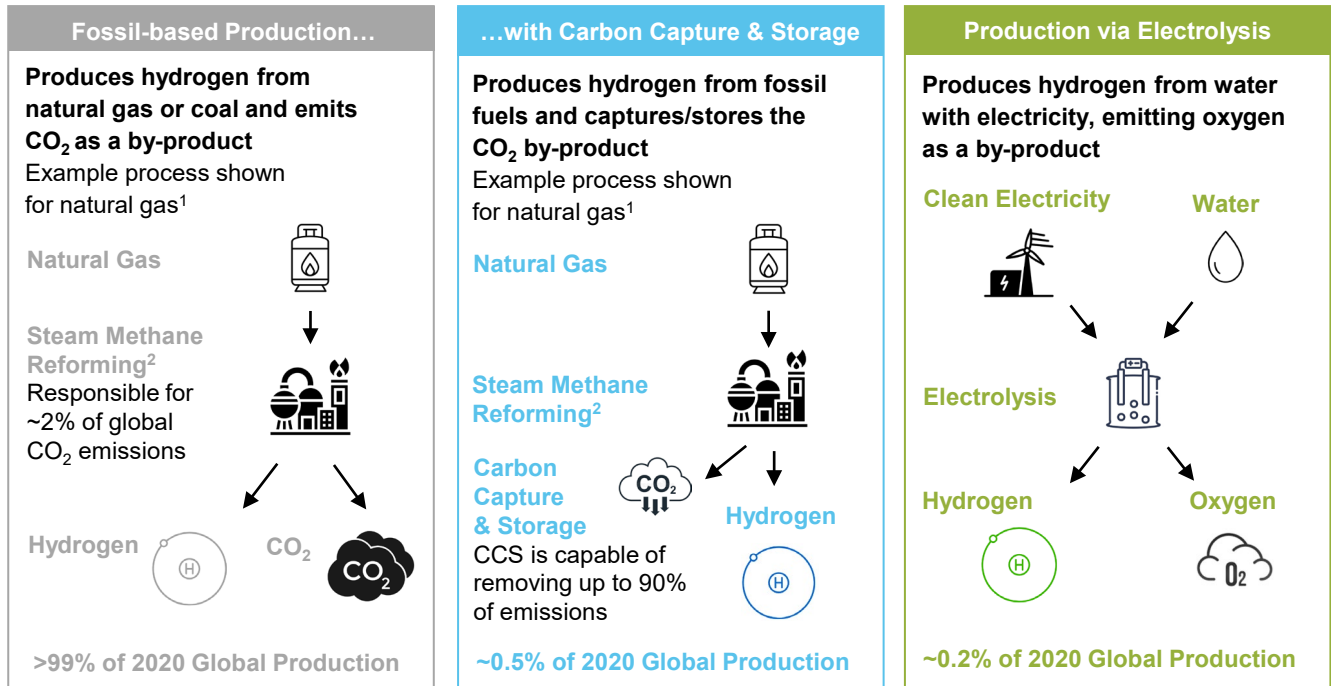 Fossil-based Production…
Produces hydrogen from
natural gas or coal and emits
CO₂ as a by-product
Example process shown
for natural gas¹
Natural Gas
Steam Methane
Reforming²
Responsible for
~2% of global
CO₂ emissions
Hydrogen
H
CO₂
CO₂
>99% of 2020 Global Production
…with Carbon Capture & Storage
Produces hydrogen from fossil
fuels and captures/stores the
CO₂ by-product
Example process shown
for natural gas¹
Natural Gas
Steam Methane
Reforming²
Carbon
Capture
& Storage
CO₂
CCS is capable of
removing up to 90%
of emissions
Hydrogen
H
~0.5% of 2020 Global Production
Production via Electrolysis
Produces hydrogen from water
with electricity, emitting oxygen
as a by-product
Clean Electricity
Water
Electrolysis
Hydrogen
H
Oxygen
O₂
~0.2% of 2020 Global Production